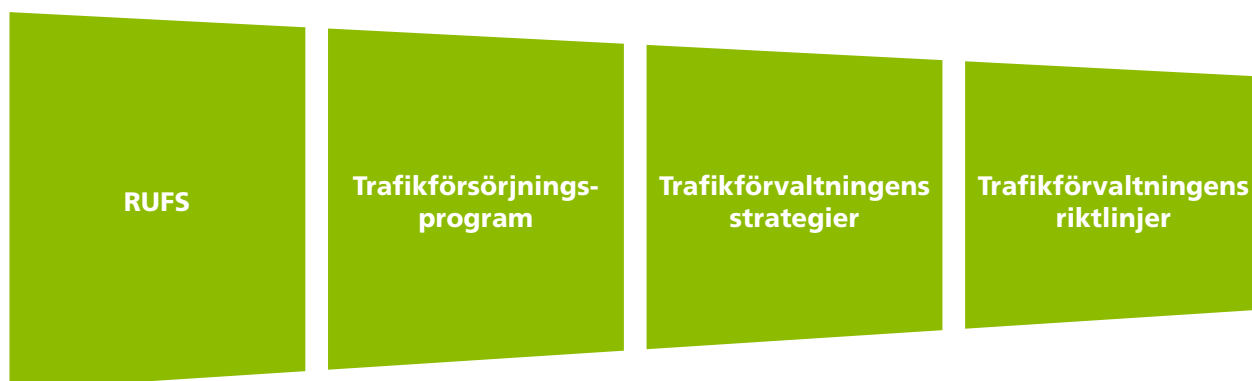 RUFS
Trafikförsörjnings-
program
Trafikförvaltningens
strategier
Trafikförvaltningens
riktlinjer